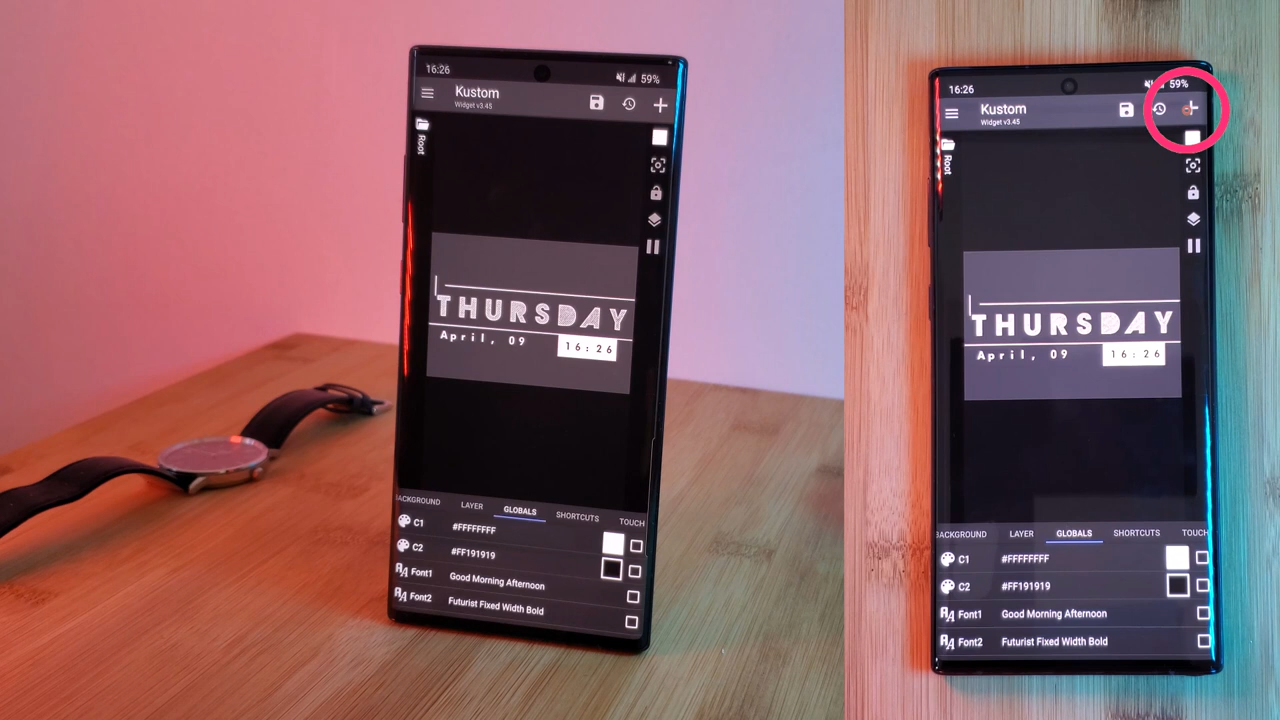 16:26
59%
Kustom
Widget v3.45
Root
THURSDAY
April, 09
16:26
BACKGROUND LAYER GLOBALS SHORTCUTS TOUCH
C1 #FFFFFFFF
C2 #FF191919
Font1 Good Morning Afternoon
Font2 Futurist Fixed Width Bold
16:26
59%
Kustom
Widget v3.45
Root
THURSDAY
April, 09
16:26
BACKGROUND LAYER GLOBALS SHORTCUTS TOUCH
C1 #FFFFFFFF
C2 #FF191919
Font1 Good Morning Afternoon
Font2 Futurist Fixed Width Bold